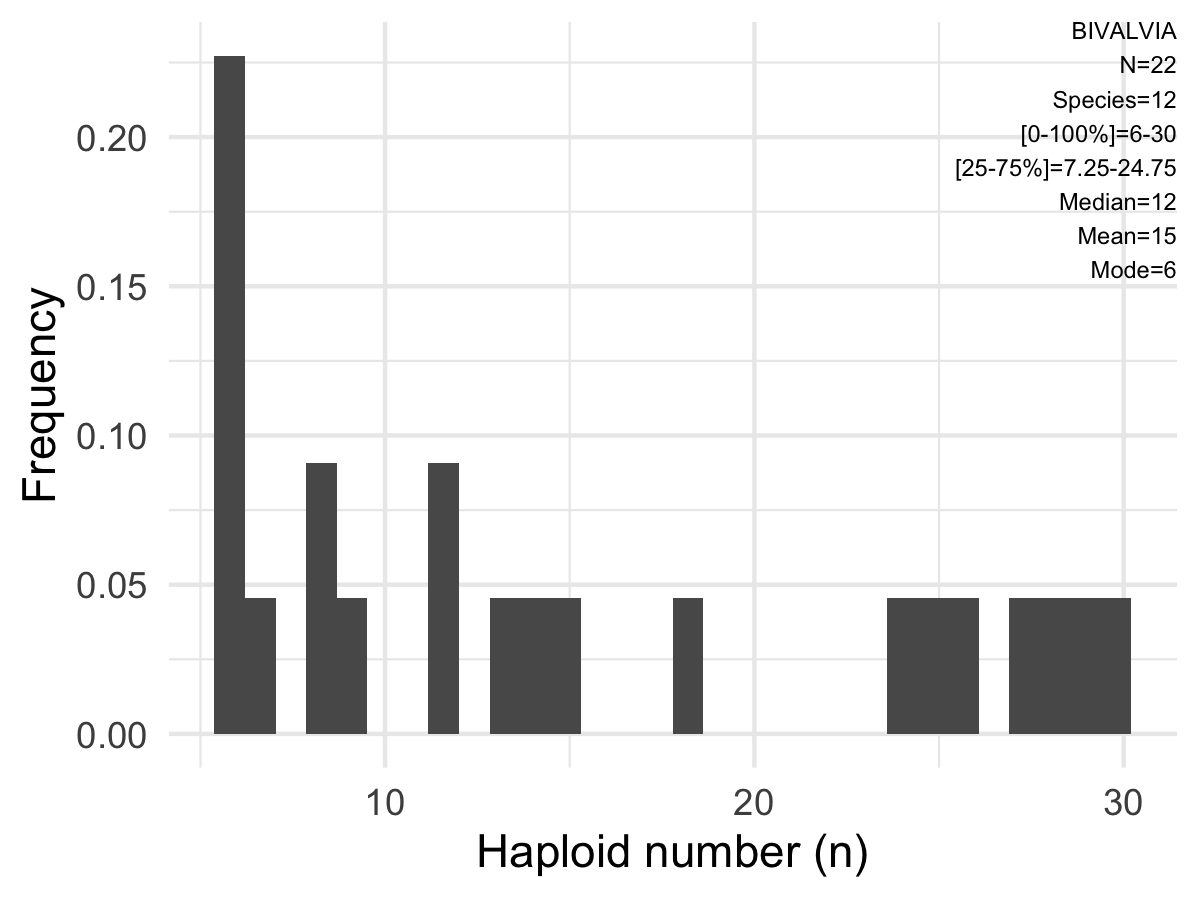 BIVALVIA
N=22
Species=12
[0-100%]=6-30
[25-75%]=7.25-24.75
Median=12
Mean=15
Mode=6
Frequency
0.20
0.15
0.10
0.05
0.00
10 20 30
Haploid number (n)